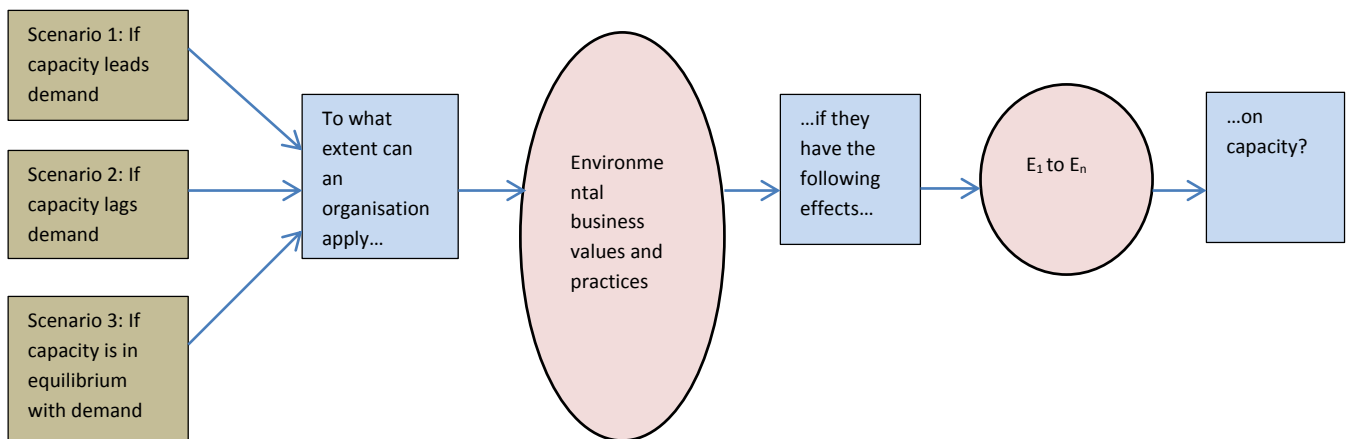 Scenario 1: If
capacity leads
demand
Scenario 2: If
capacity lags
demand
Scenario 3: If
capacity is in
equilibrium
with demand
To what
extent can
an
organisation
apply…
Environme
ntal
business
values and
practices
…if they
have the
following
effects…
E₁ to Eₙ
…on
capacity?